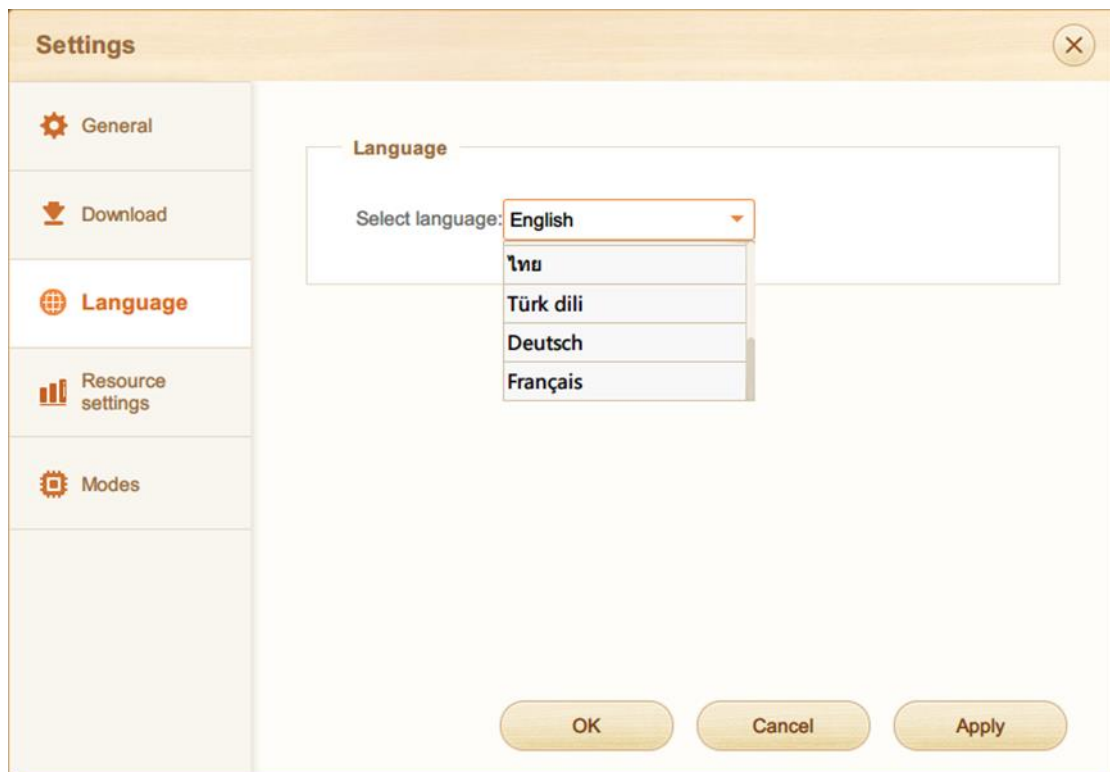 Settings
General
Download
Language
Resource
settings
Modes
Language
Select language: English
ไทย
Türk dili
Deutsch
Français
OK Cancel Apply